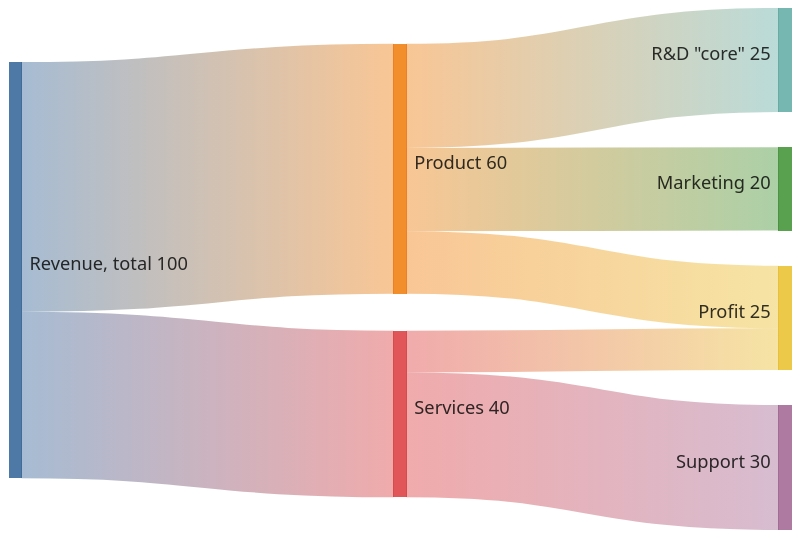 R&D "core" 25
Product 60
Marketing 20
Revenue, total 100
Profit 25
Services 40
Support 30